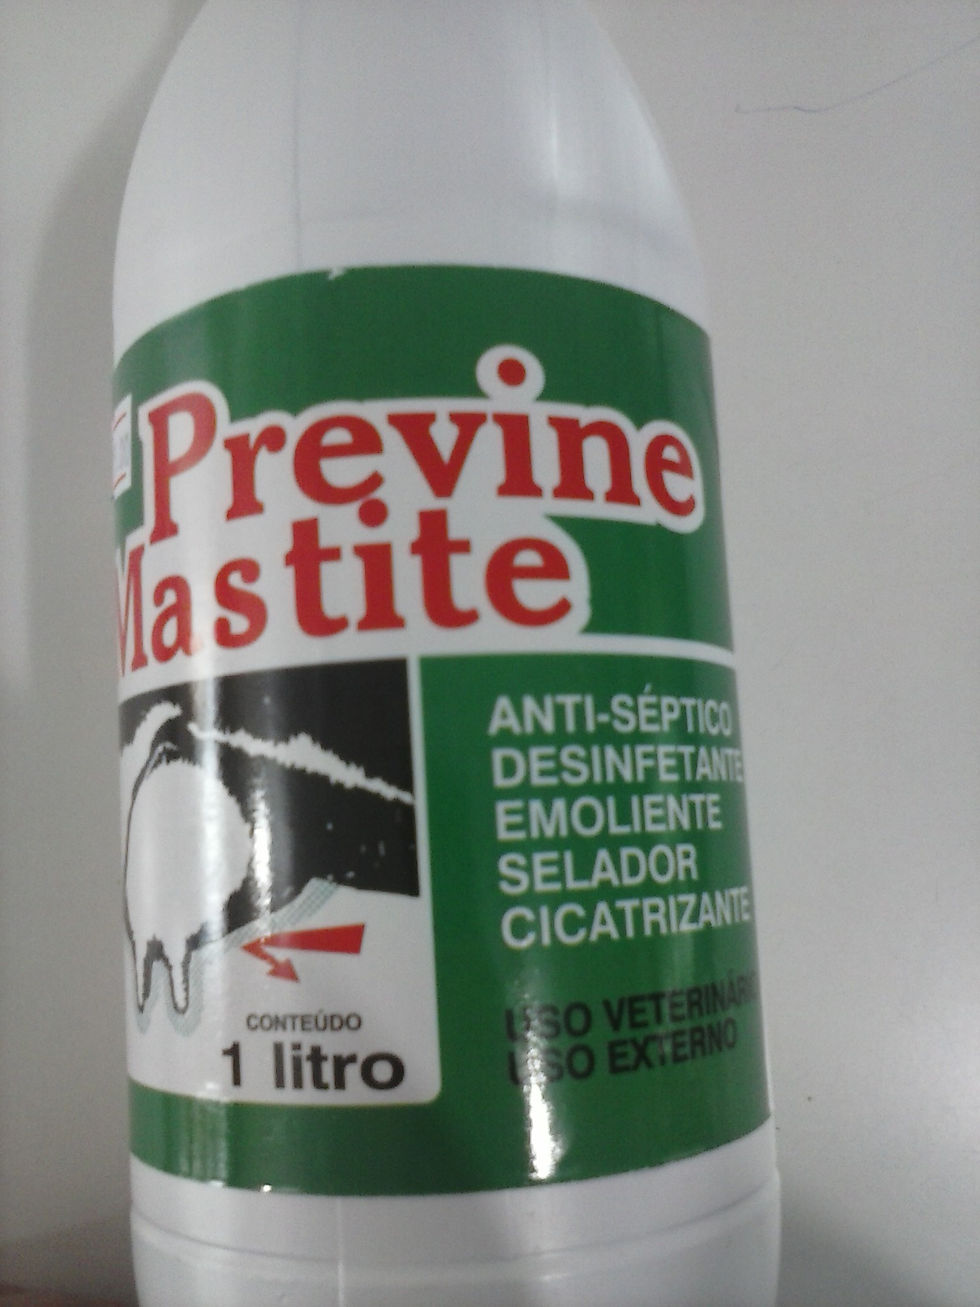 Previne
Mastite
ANTI-SÉPTICO
DESINFETANTE
EMOLIENTE
SELADOR
CICATRIZANTE
CONTEÚDO
1 litro
USO VETERINÁRIO
USO EXTERNO